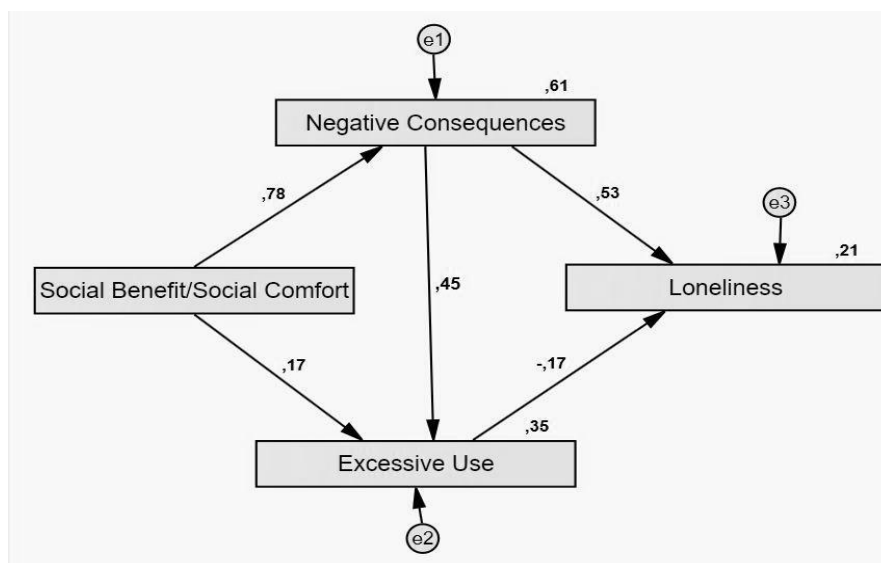 e1
,61
Negative Consequences
,78
,53
e3
,21
Social Benefit/Social Comfort
,45
Loneliness
,17
-,17
,35
Excessive Use
e2